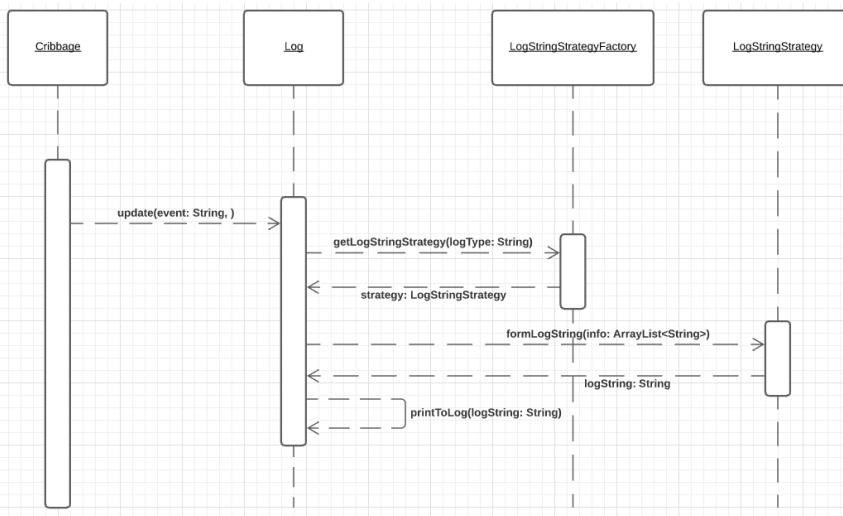 Cribbage
Log
LogStringStrategyFactory
LogStringStrategy
update(event: String, )
getLogStringStrategy(logType: String)
strategy: LogStringStrategy
formLogString(info: ArrayList<String>)
logString: String
printToLog(logString: String)